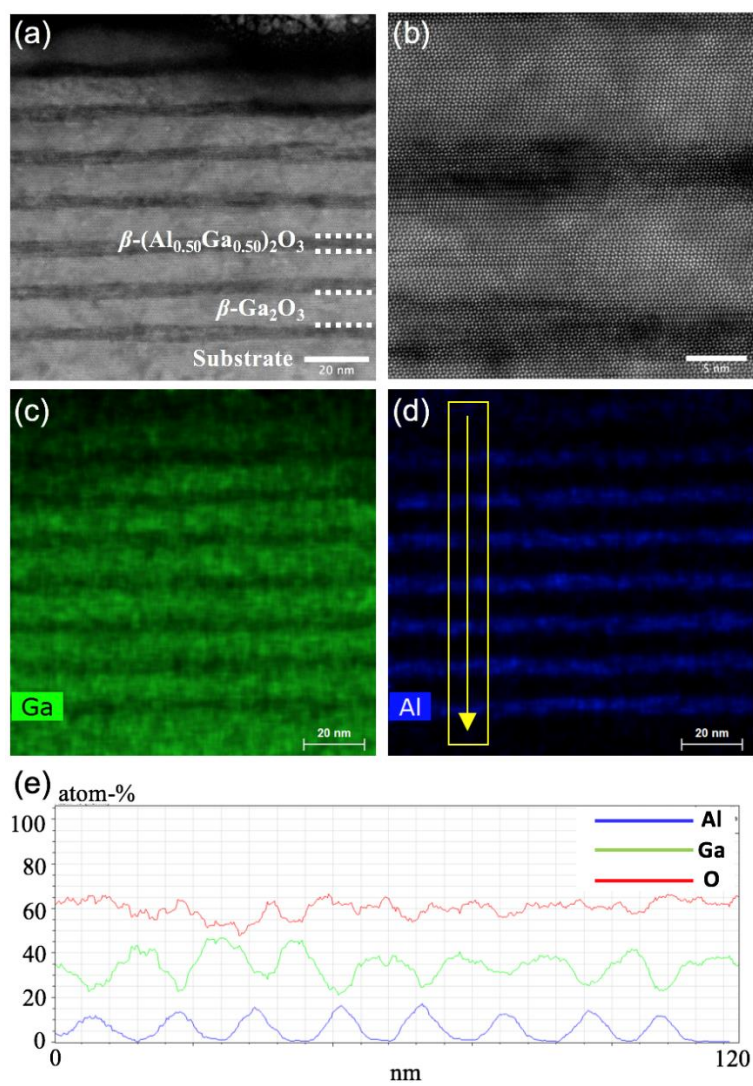 (a)
β-(Al0.50Ga0.50)2O3
β-Ga2O3
Substrate
20 nm
(b)
5 nm
(c)
Ga
20 nm
(d)
Al
20 nm
(e)
atom-%
100
80
60
40
20
0
Al
Ga
O
0
120
nm